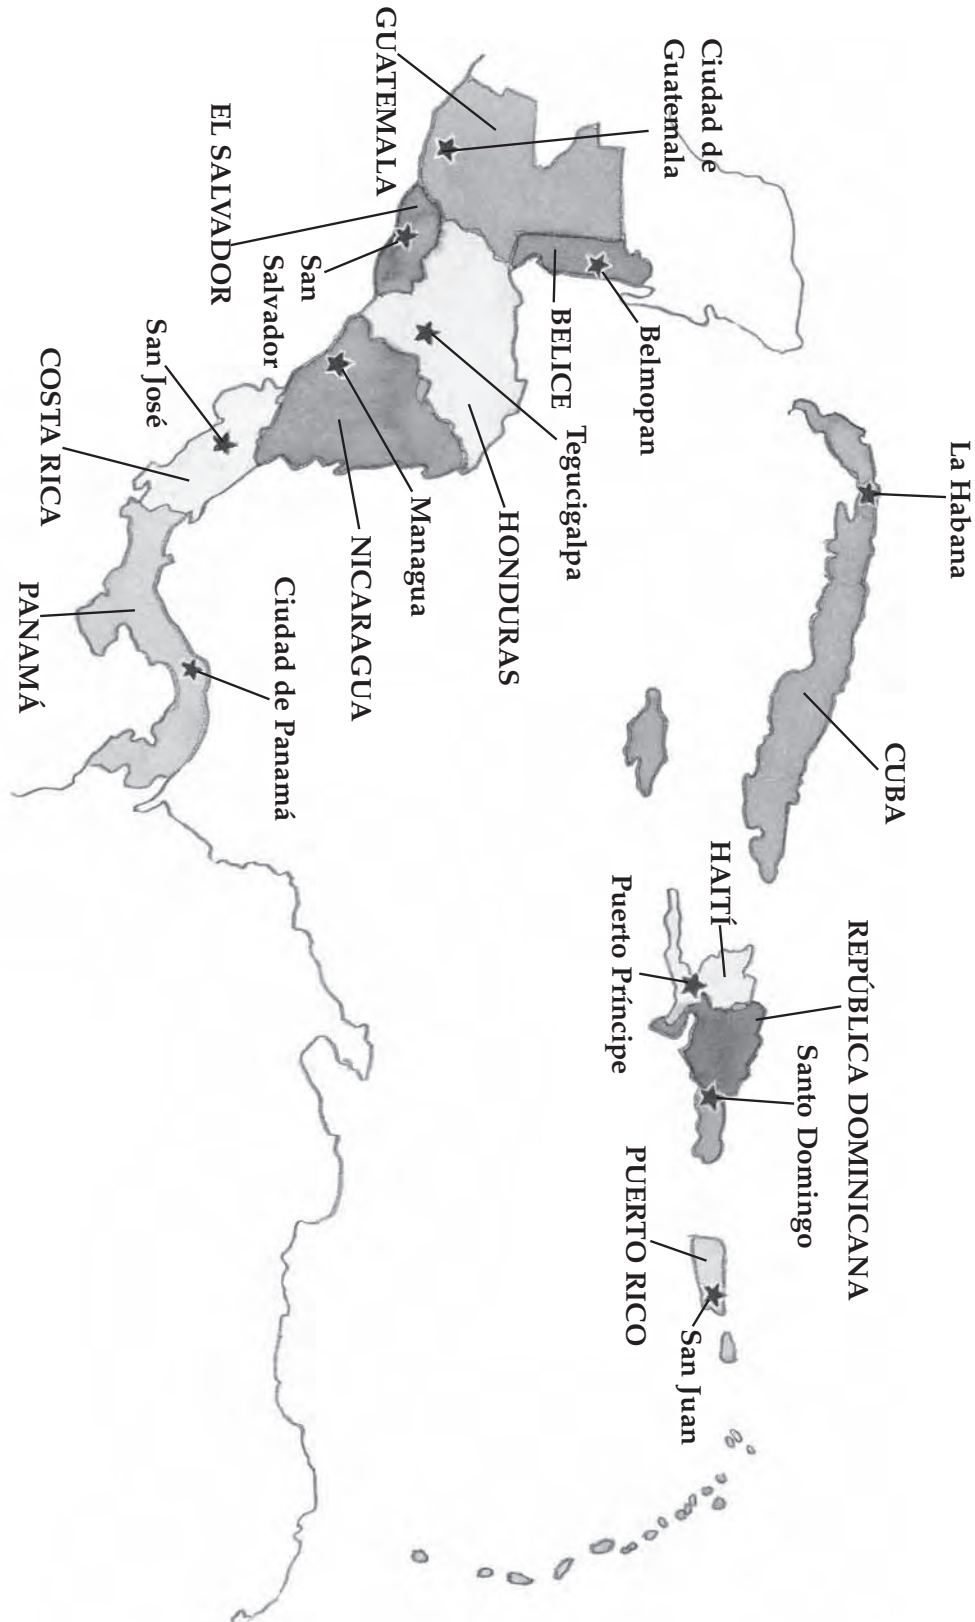 La Habana
CUBA
REPÚBLICA DOMINICANA
Santo Domingo
HAITÍ
Puerto Príncipe
PUERTO RICO
San Juan
Ciudad de
Guatemala
Belmopan
BELICE
Tegucigalpa
HONDURAS
GUATEMALA
Managua
NICARAGUA
San
Salvador
EL SALVADOR
Ciudad de Panamá
San José
COSTA RICA
PANAMÁ